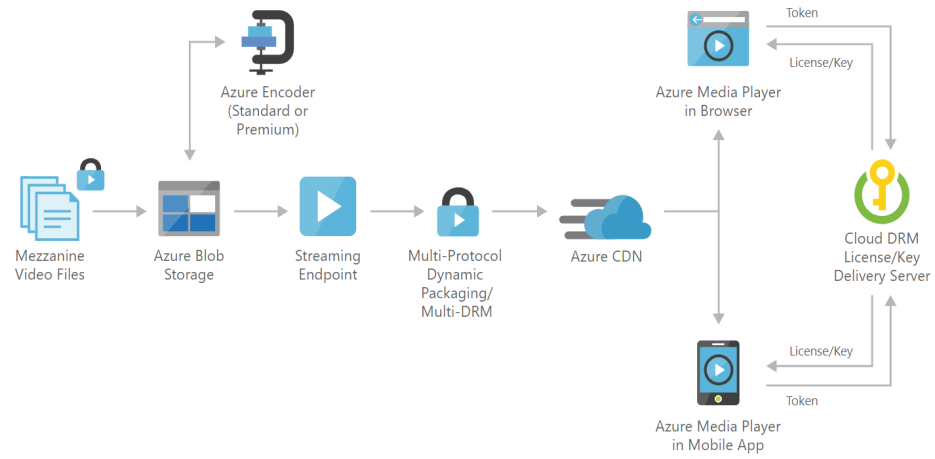 Azure Encoder
(Standard or
Premium)
Mezzanine
Video Files
Azure Blob
Storage
Streaming
Endpoint
Multi-Protocol
Dynamic
Packaging/
Multi-DRM
Azure CDN
Azure Media Player
in Browser
Token
License/Key
Cloud DRM
License/Key
Delivery Server
License/Key
Token
Azure Media Player
in Mobile App